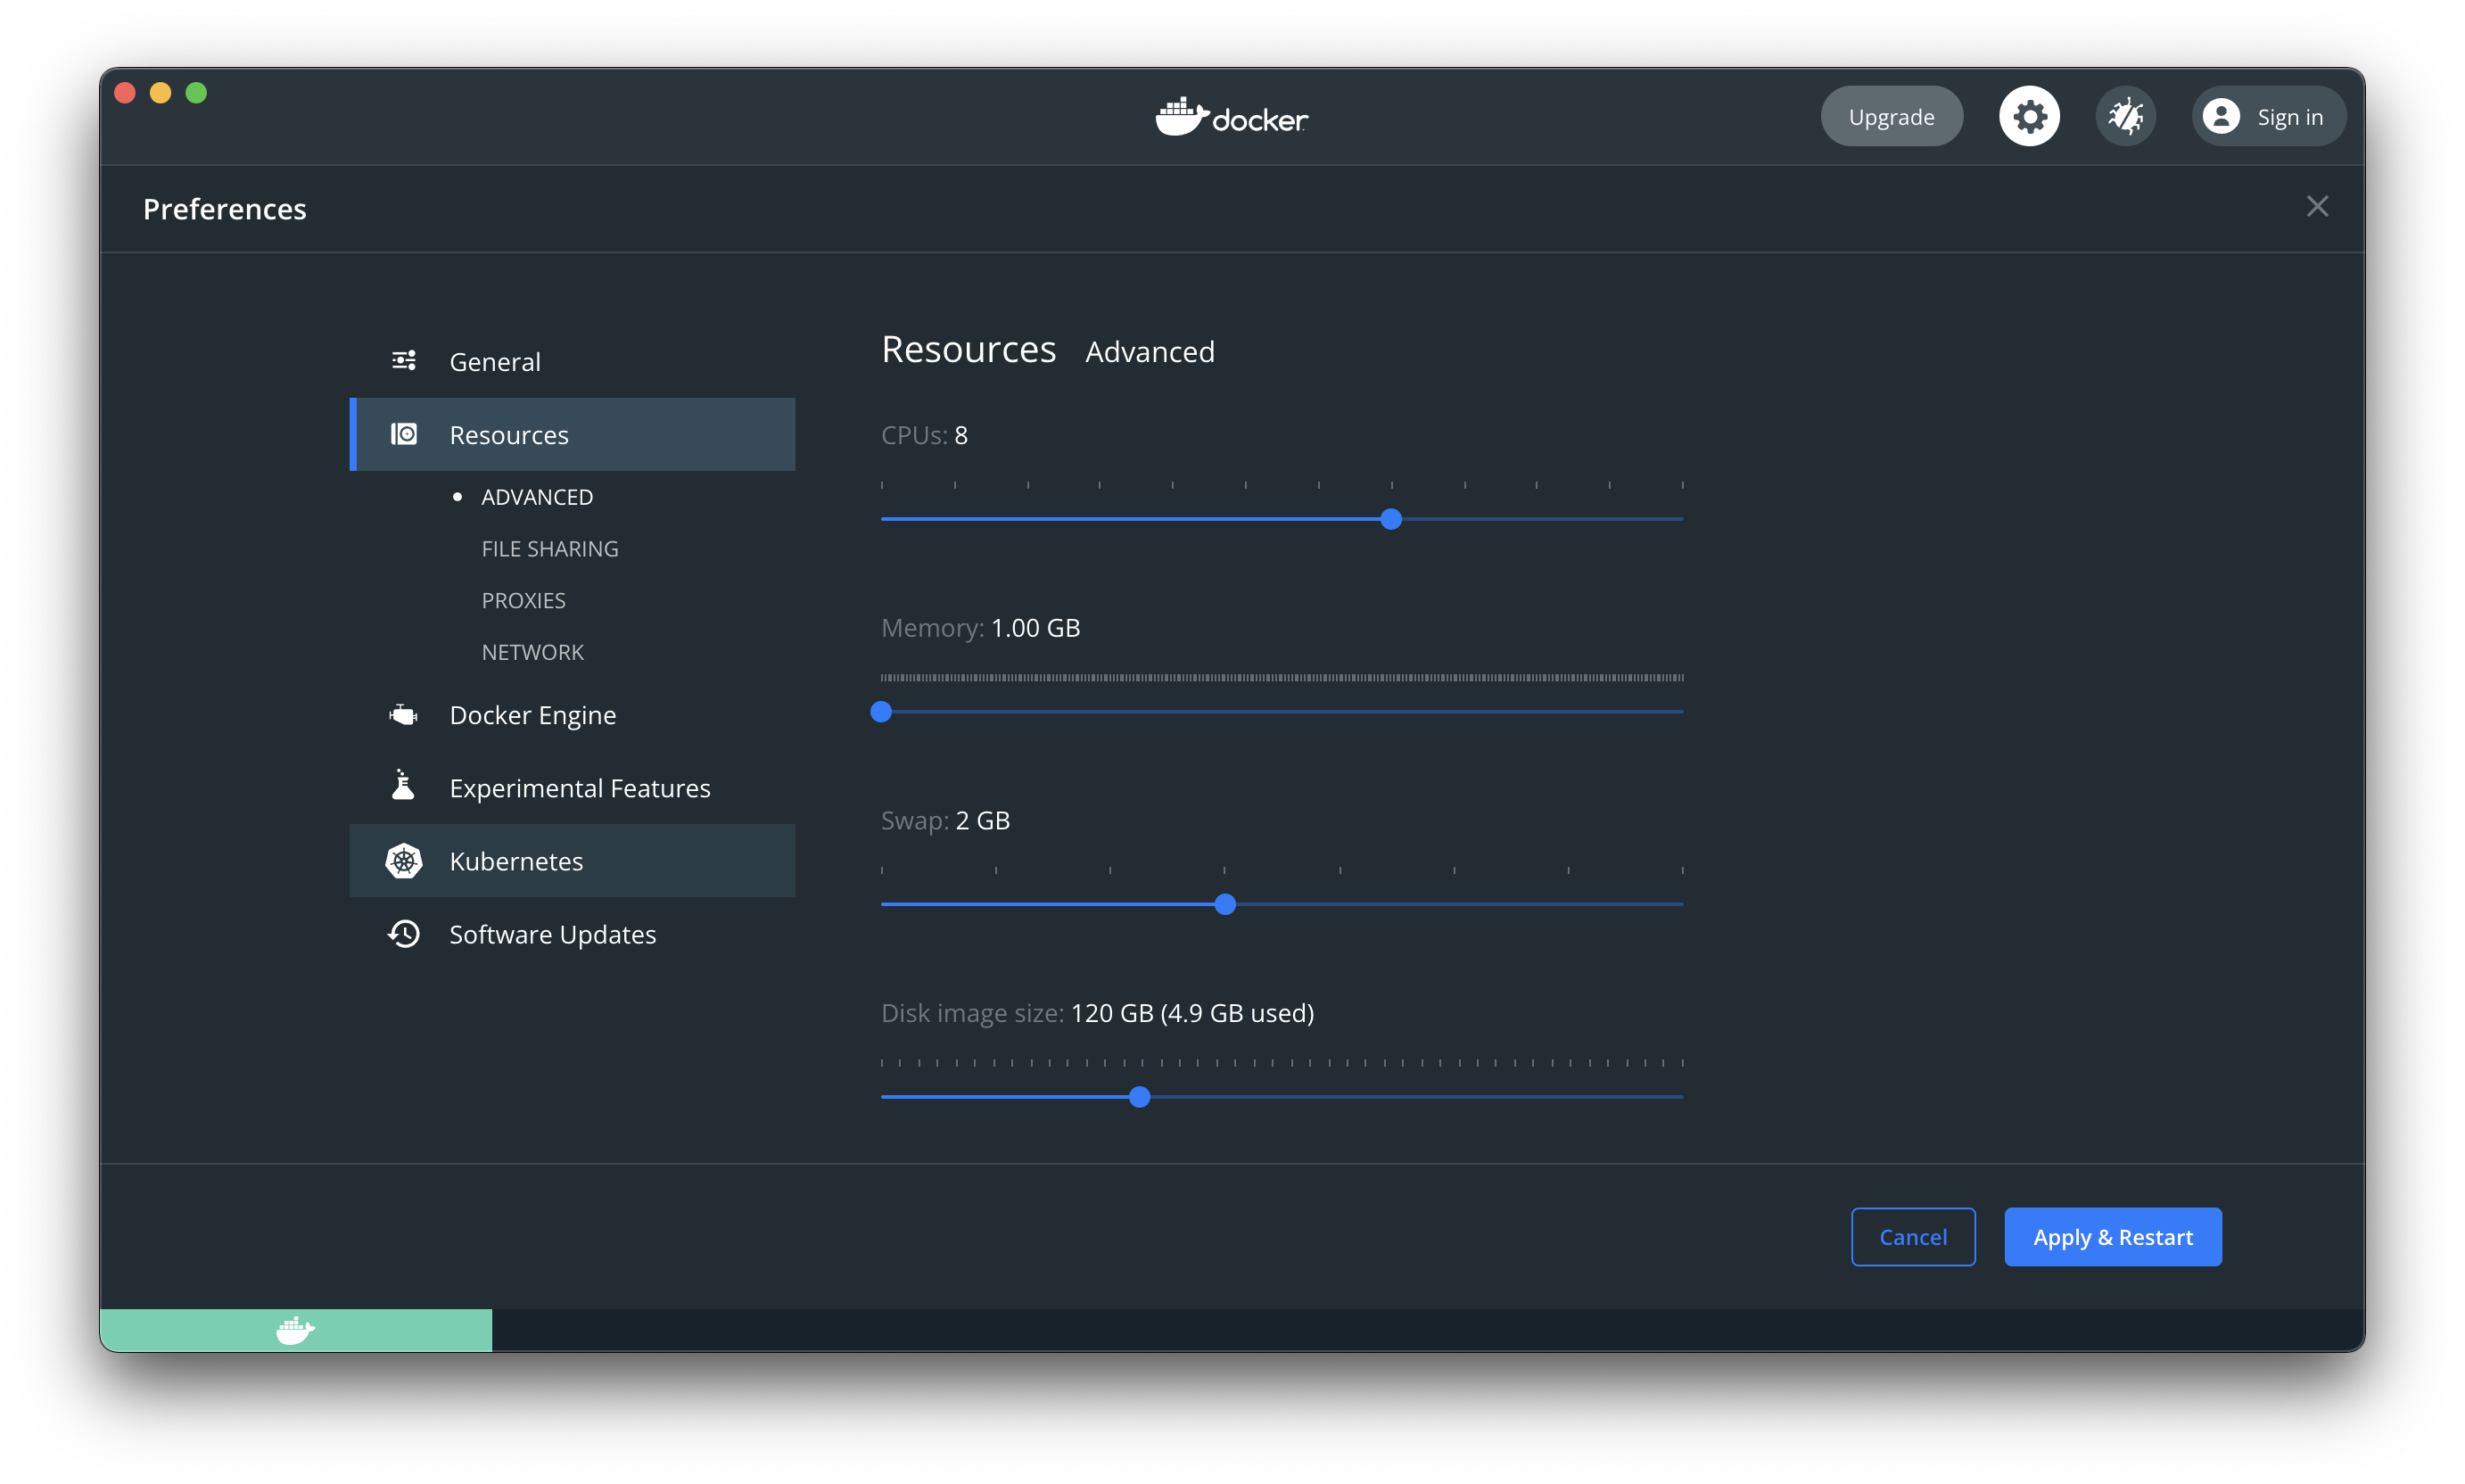 docker
Upgrade
Sign in
Preferences
General
Resources
ADVANCED
FILE SHARING
PROXIES
NETWORK
Docker Engine
Experimental Features
Kubernetes
Software Updates
Resources Advanced
CPUs: 8
Memory: 1.00 GB
Swap: 2 GB
Disk image size: 120 GB (4.9 GB used)
Cancel
Apply & Restart